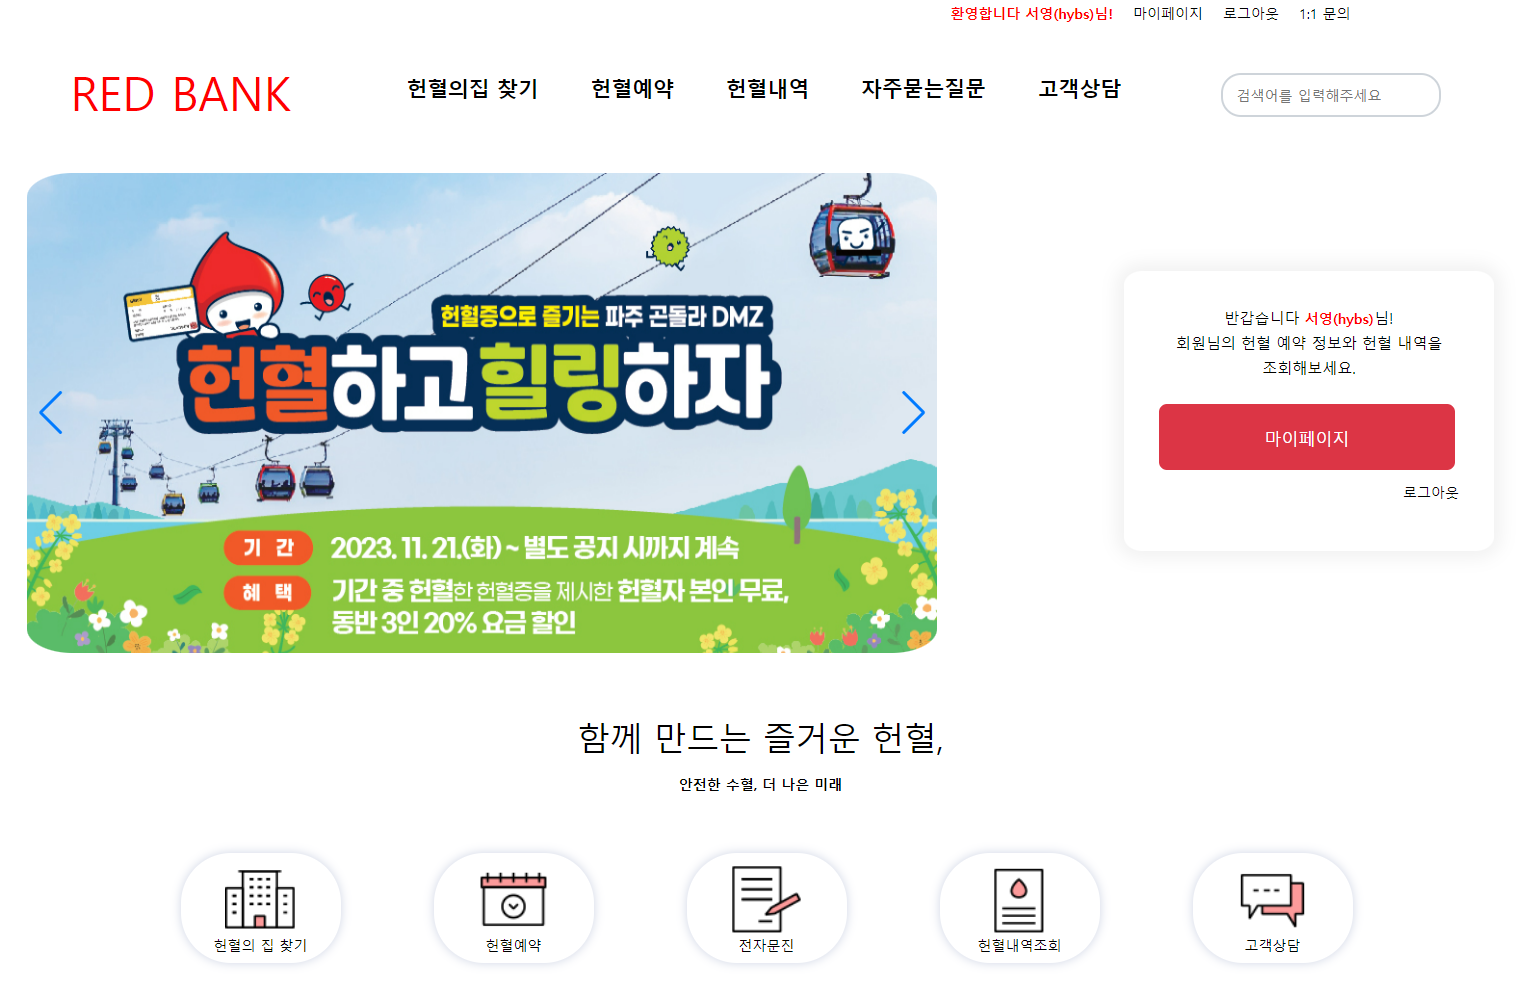 환영합니다 서영(hybs)님! 마이페이지 로그아웃 1:1 문의
RED BANK
헌혈의집 찾기 헌혈예약 헌혈내역 자주묻는질문 고객상담
검색어를 입력해주세요
헌혈증으로 즐기는 파주 곤돌라 DMZ
헌혈하고 힐링하자
기 간 2023. 11. 21.(화) ~ 별도 공지 시까지 계속
혜 택 기간 중 헌혈한 헌혈증을 제시한 헌혈자 본인 무료,
동반 3인 20% 요금 할인
반갑습니다 서영(hybs)님!
회원님의 헌혈 예약 정보와 헌혈 내역을
조회해보세요.
마이페이지
로그아웃
함께 만드는 즐거운 헌혈,
안전한 수혈, 더 나은 미래
헌혈의 집 찾기 헌혈예약 전자문진 헌혈내역조회 고객상담